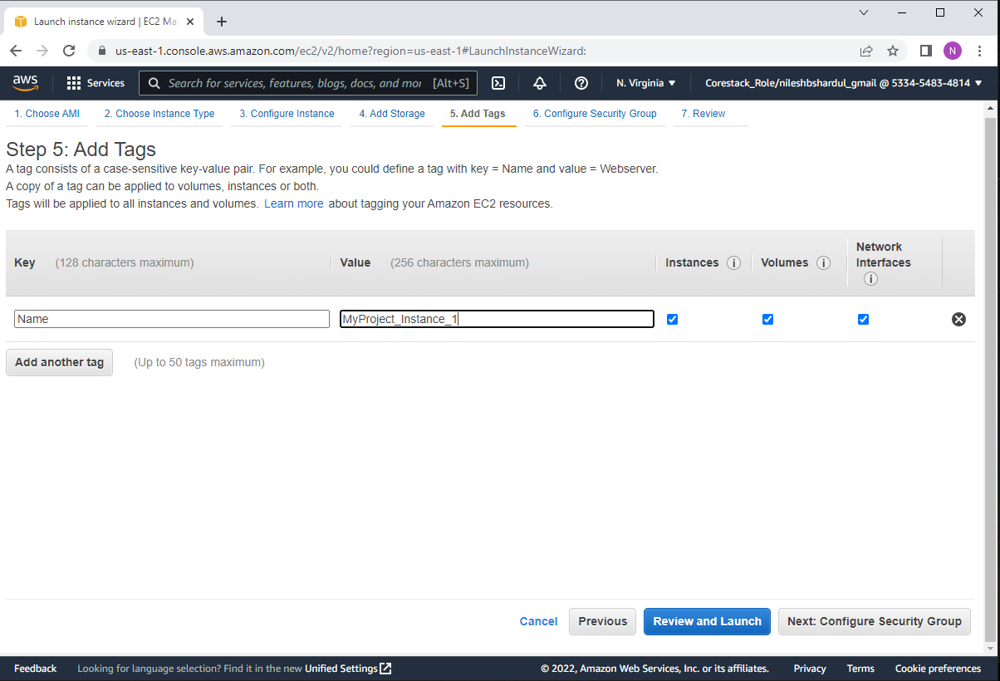 Launch instance wizard | EC2 Ma
us-east-1.console.aws.amazon.com/ec2/v2/home?region=us-east-1#LaunchInstanceWizard:
N
aws Services Search for services, features, blogs, docs, and mor [Alt+S] N. Virginia Corestack_Role/nileshbshardul_gmail @ 5334-5483-4814
1. Choose AMI 2. Choose Instance Type 3. Configure Instance 4. Add Storage 5. Add Tags 6. Configure Security Group 7. Review
Step 5: Add Tags
A tag consists of a case-sensitive key-value pair. For example, you could define a tag with key = Name and value = Webserver.
A copy of a tag can be applied to volumes, instances or both.
Tags will be applied to all instances and volumes. Learn more about tagging your Amazon EC2 resources.
Key (128 characters maximum) Value (256 characters maximum) Instances i Volumes i Network
Interfaces
i
Name MyProject_Instance_1
Add another tag (Up to 50 tags maximum)
Cancel Previous Review and Launch Next: Configure Security Group
Feedback Looking for language selection? Find it in the new Unified Settings © 2022, Amazon Web Services, Inc. or its affiliates. Privacy Terms Cookie preferences